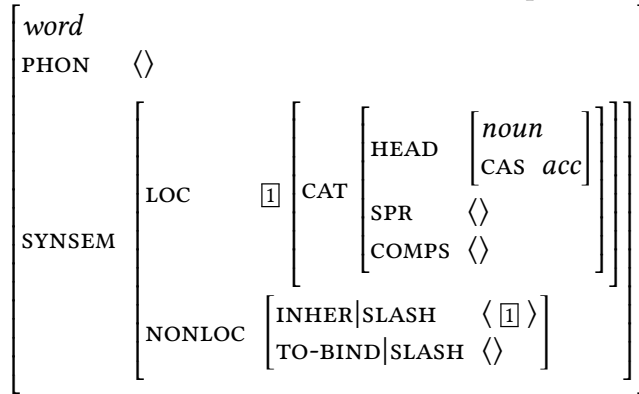 word
PHON ⟨⟩
SYNSEM
LOC 1 CAT HEAD noun
CAS acc
SPR ⟨⟩
COMPS ⟨⟩
NONLOC INHER|SLASH ⟨ 1 ⟩
TO-BIND|SLASH ⟨⟩